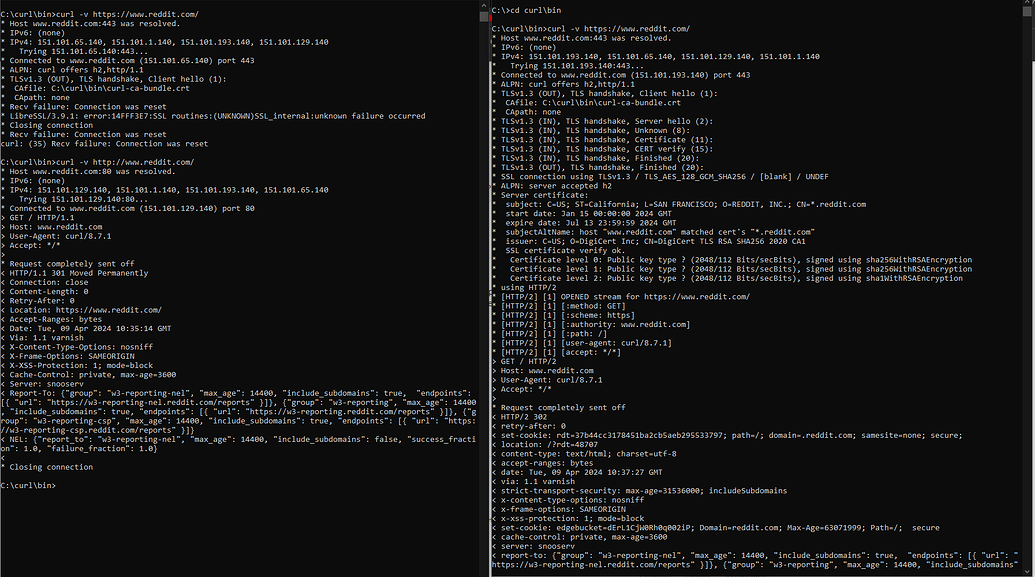 C:\curl\bin>curl -v https://www.reddit.com/
* Host www.reddit.com:443 was resolved.
* IPv6: (none)
* IPv4: 151.101.65.140, 151.101.1.140, 151.101.193.140, 151.101.129.140
*   Trying 151.101.65.140:443...
* Connected to www.reddit.com (151.101.65.140) port 443
* ALPN: curl offers h2,http/1.1
* TLSv1.3 (OUT), TLS handshake, Client hello (1):
*  CAfile: C:\curl\bin\curl-ca-bundle.crt
*  CApath: none
* Recv failure: Connection was reset
* LibreSSL/3.9.1: error:14FFF3E7:SSL routines:(UNKNOWN)SSL_internal:unknown failure occurred
* Closing connection
* Recv failure: Connection was reset
curl: (35) Recv failure: Connection was reset
C:\curl\bin>curl -v http://www.reddit.com/
* Host www.reddit.com:80 was resolved.
* IPv6: (none)
* IPv4: 151.101.129.140, 151.101.1.140, 151.101.193.140, 151.101.65.140
*   Trying 151.101.129.140:80...
* Connected to www.reddit.com (151.101.129.140) port 80
> GET / HTTP/1.1
> Host: www.reddit.com
> User-Agent: curl/8.7.1
> Accept: */*
>
* Request completely sent off
< HTTP/1.1 301 Moved Permanently
< Connection: close
< Content-Length: 0
< Retry-After: 0
< Location: https://www.reddit.com/
< Accept-Ranges: bytes
< Date: Tue, 09 Apr 2024 10:35:14 GMT
< Via: 1.1 varnish
< X-Content-Type-Options: nosniff
< X-Frame-Options: SAMEORIGIN
< X-XSS-Protection: 1; mode=block
< Cache-Control: private, max-age=3600
< Server: snooserv
< Report-To: {"group": "w3-reporting-nel", "max_age": 14400, "include_subdomains": true,  "endpoints":
[{ "url": "https://w3-reporting-nel.reddit.com/reports" }]}, {"group": "w3-reporting", "max_age": 14400
, "include_subdomains": true, "endpoints": [{ "url": "https://w3-reporting.reddit.com/reports" }]}, {"g
roup": "w3-reporting-csp", "max_age": 14400, "include_subdomains": true, "endpoints": [{ "url": "https:
//w3-reporting-csp.reddit.com/reports" }]}
< NEL: {"report_to": "w3-reporting-nel", "max_age": 14400, "include_subdomains": false, "success_fracti
on": 1.0, "failure_fraction": 1.0}
<
* Closing connection
C:\curl\bin>
C:\>cd curl\bin
C:\curl\bin>curl -v https://www.reddit.com/
* Host www.reddit.com:443 was resolved.
* IPv6: (none)
* IPv4: 151.101.193.140, 151.101.65.140, 151.101.129.140, 151.101.1.140
*   Trying 151.101.193.140:443...
* Connected to www.reddit.com (151.101.193.140) port 443
* ALPN: curl offers h2,http/1.1
* TLSv1.3 (OUT), TLS handshake, Client hello (1):
*  CAfile: C:\curl\bin\curl-ca-bundle.crt
*  CApath: none
* TLSv1.3 (IN), TLS handshake, Server hello (2):
* TLSv1.3 (IN), TLS handshake, Unknown (8):
* TLSv1.3 (IN), TLS handshake, Certificate (11):
* TLSv1.3 (IN), TLS handshake, CERT verify (15):
* TLSv1.3 (IN), TLS handshake, Finished (20):
* TLSv1.3 (OUT), TLS handshake, Finished (20):
* SSL connection using TLSv1.3 / TLS_AES_128_GCM_SHA256 / [blank] / UNDEF
* ALPN: server accepted h2
* Server certificate:
*  subject: C=US; ST=California; L=SAN FRANCISCO; O=REDDIT, INC.; CN=*.reddit.com
*  start date: Jan 15 00:00:00 2024 GMT
*  expire date: Jul 13 23:59:59 2024 GMT
*  subjectAltName: host "www.reddit.com" matched cert's "*.reddit.com"
*  issuer: C=US; O=DigiCert Inc; CN=DigiCert TLS RSA SHA256 2020 CA1
*  SSL certificate verify ok.
*   Certificate level 0: Public key type ? (2048/112 Bits/secBits), signed using sha256WithRSAEncryption
*   Certificate level 1: Public key type ? (2048/112 Bits/secBits), signed using sha256WithRSAEncryption
*   Certificate level 2: Public key type ? (2048/112 Bits/secBits), signed using sha1WithRSAEncryption
* using HTTP/2
* [HTTP/2] [1] OPENED stream for https://www.reddit.com/
* [HTTP/2] [1] [:method: GET]
* [HTTP/2] [1] [:scheme: https]
* [HTTP/2] [1] [:authority: www.reddit.com]
* [HTTP/2] [1] [:path: /]
* [HTTP/2] [1] [user-agent: curl/8.7.1]
* [HTTP/2] [1] [accept: */*]
> GET / HTTP/2
> Host: www.reddit.com
> User-Agent: curl/8.7.1
> Accept: */*
>
* Request completely sent off
< HTTP/2 302
< retry-after: 0
< set-cookie: rdt=37b44cc3178451ba2cb5aeb295533797; path=/; domain=.reddit.com; samesite=none; secure;
< location: /?rdt=48707
< content-type: text/html; charset=utf-8
< accept-ranges: bytes
< date: Tue, 09 Apr 2024 10:37:27 GMT
< via: 1.1 varnish
< strict-transport-security: max-age=31536000; includeSubdomains
< x-content-type-options: nosniff
< x-frame-options: SAMEORIGIN
< x-xss-protection: 1; mode=block
< set-cookie: edgebucket=dErL1CjW0Rh0q002iP; Domain=reddit.com; Max-Age=63071999; Path=/;  secure
< cache-control: private, max-age=3600
< server: snooserv
< report-to: {"group": "w3-reporting-nel", "max_age": 14400, "include_subdomains": true,  "endpoints": [{ "url": "
https://w3-reporting-nel.reddit.com/reports" }]}, {"group": "w3-reporting", "max_age": 14400, "include_subdomains"